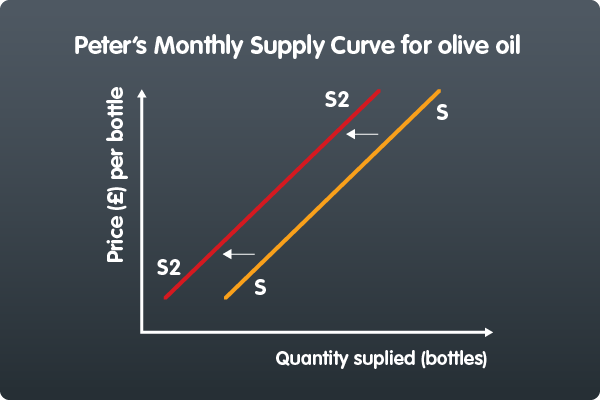 Peter's Monthly Supply Curve for olive oil
Price (£) per bottle
S2
S
S2
S
Quantity suplied (bottles)